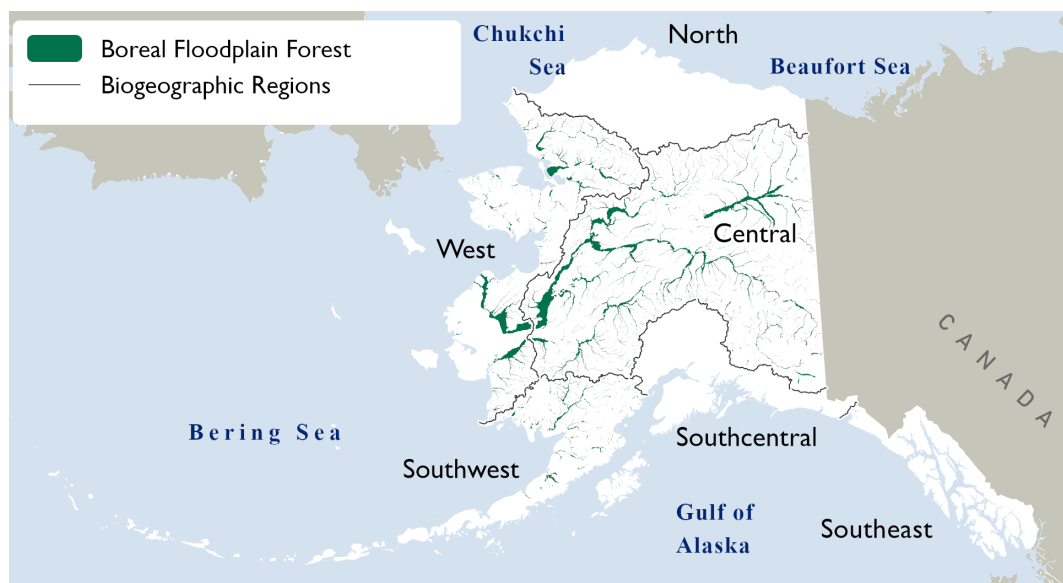 Boreal Floodplain Forest
Biogeographic Regions
Chukchi
Sea
North
Beaufort Sea
West
Central
CANADA
Bering Sea
Southwest
Southcentral
Gulf of
Alaska
Southeast